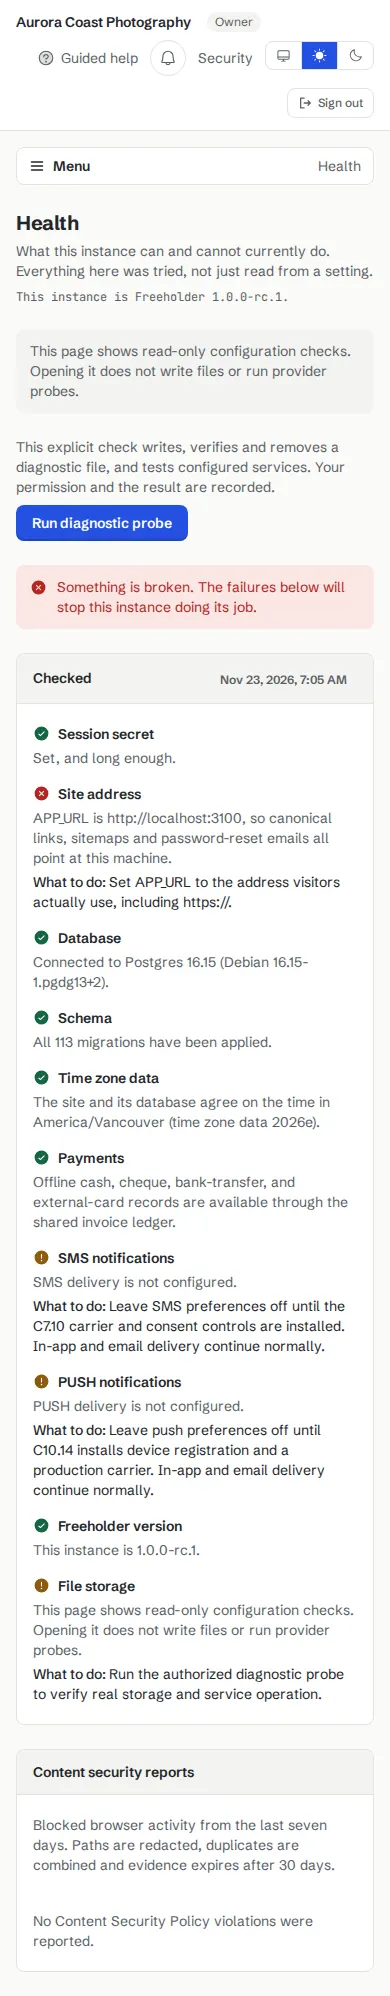 Aurora Coast Photography Owner
Guided help Security
Sign out
Menu Health
Health
What this instance can and cannot currently do.
Everything here was tried, not just read from a setting.
This instance is Freeholder 1.0.0-rc.1.
This page shows read-only configuration checks.
Opening it does not write files or run provider
probes.
This explicit check writes, verifies and removes a
diagnostic file, and tests configured services. Your
permission and the result are recorded.
Run diagnostic probe
Something is broken. The failures below will
stop this instance doing its job.
Checked Nov 23, 2026, 7:05 AM
Session secret
Set, and long enough.
Site address
APP_URL is http://localhost:3100, so canonical
links, sitemaps and password-reset emails all
point at this machine.
What to do: Set APP_URL to the address visitors
actually use, including https://.
Database
Connected to Postgres 16.15 (Debian 16.15-
1.pgdg13+2).
Schema
All 113 migrations have been applied.
Time zone data
The site and its database agree on the time in
America/Vancouver (time zone data 2026e).
Payments
Offline cash, cheque, bank-transfer, and
external-card records are available through the
shared invoice ledger.
SMS notifications
SMS delivery is not configured.
What to do: Leave SMS preferences off until the
C7.10 carrier and consent controls are installed.
In-app and email delivery continue normally.
PUSH notifications
PUSH delivery is not configured.
What to do: Leave push preferences off until
C10.14 installs device registration and a
production carrier. In-app and email delivery
continue normally.
Freeholder version
This instance is 1.0.0-rc.1.
File storage
This page shows read-only configuration checks.
Opening it does not write files or run provider
probes.
What to do: Run the authorized diagnostic probe
to verify real storage and service operation.
Content security reports
Blocked browser activity from the last seven
days. Paths are redacted, duplicates are
combined and evidence expires after 30 days.
No Content Security Policy violations were
reported.